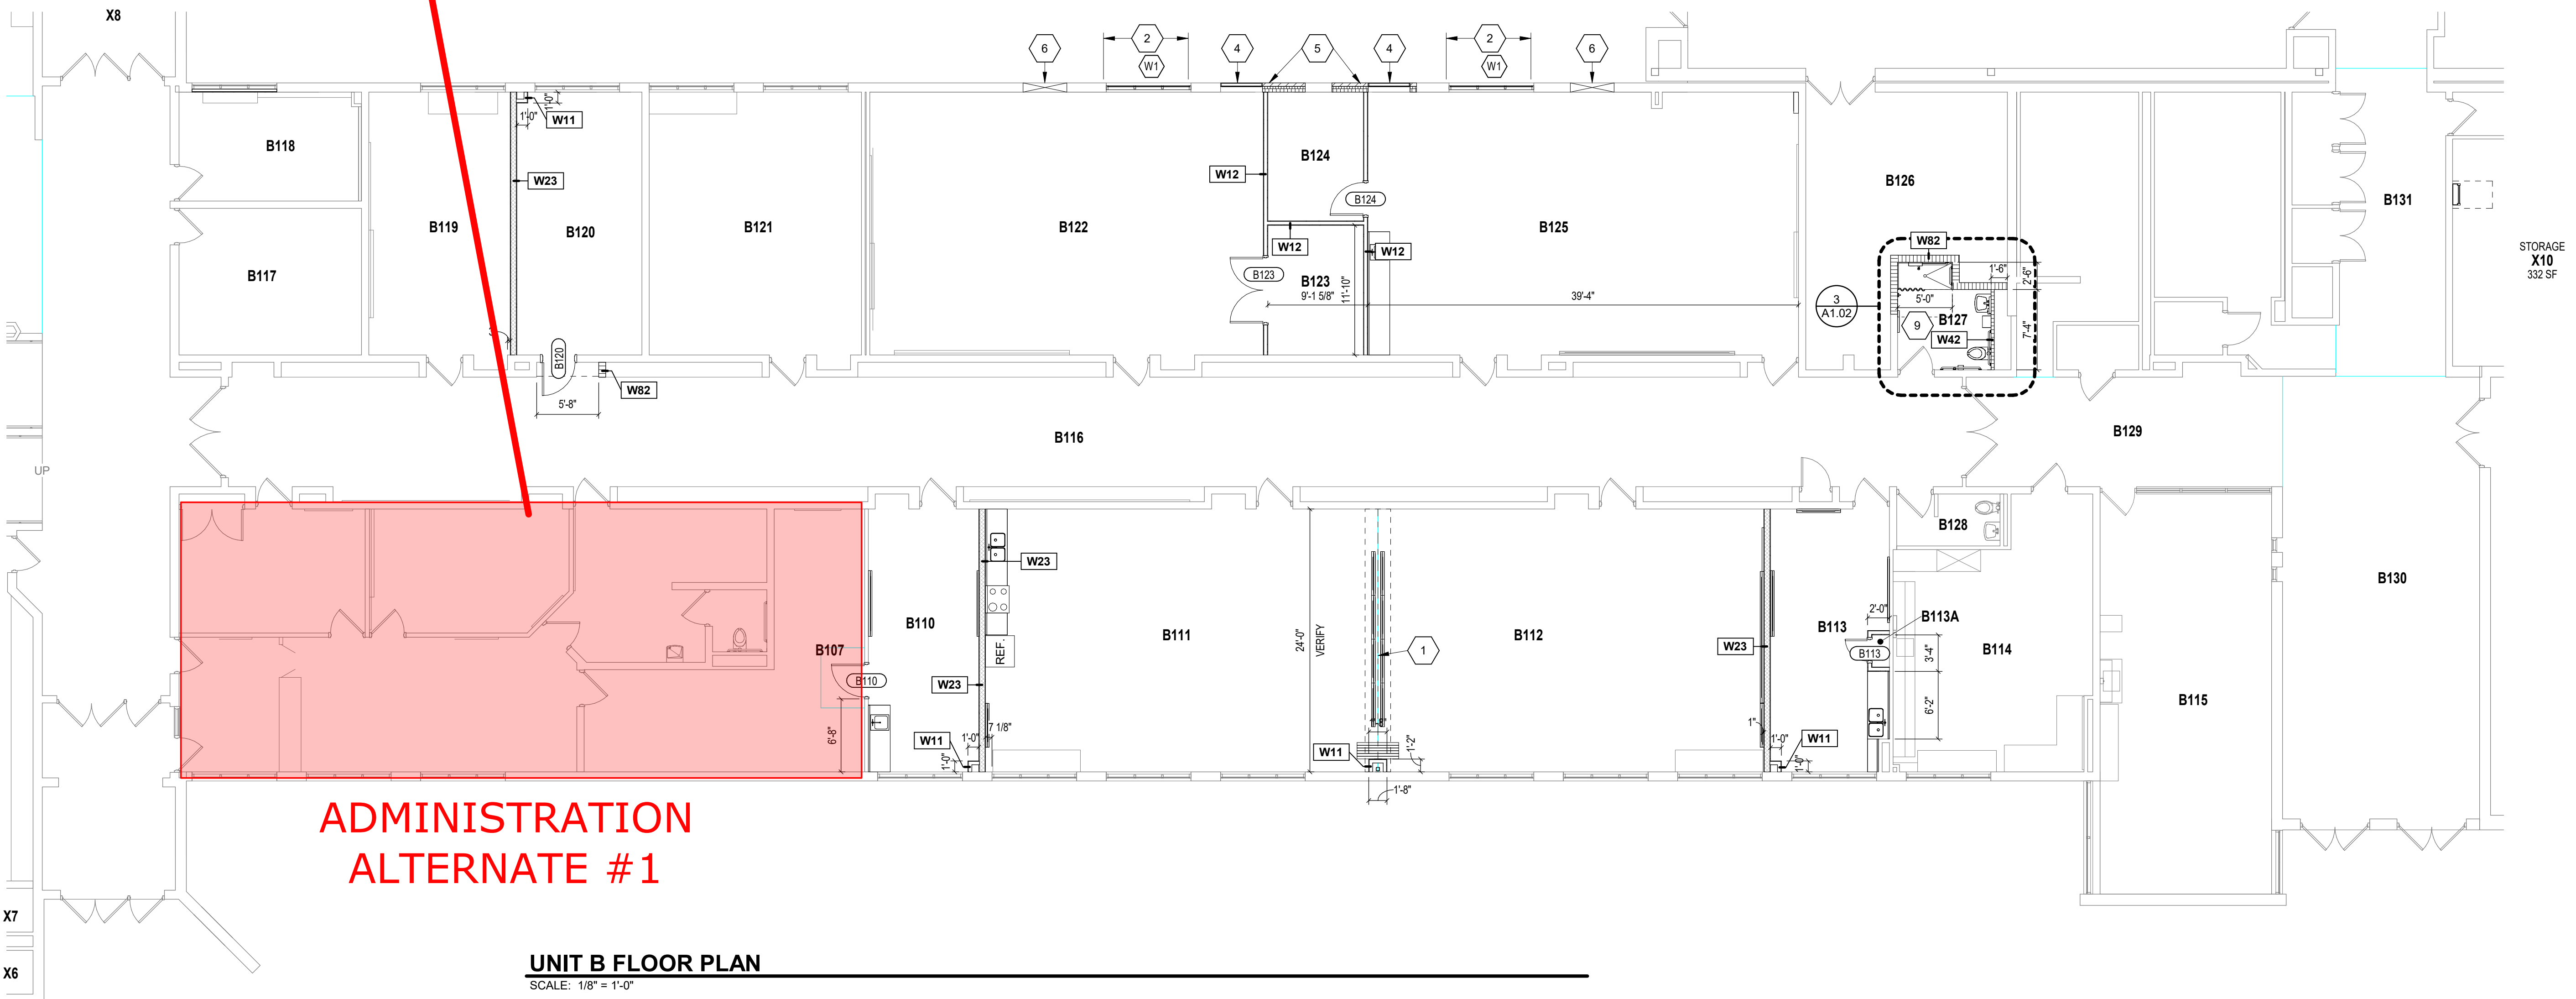 X8
6
2
W1
4
5
4
2
W1
6
1'-0"
1'-0"
W11
B118
W23
B124
W12
B124
B126
B131
B119
B120
B121
B122
B125
STORAGE
X10
332 SF
B117
W12
W12
W82
B123
B123
9'-1 5/8"
11'-10"
39'-4"
1'-6"
2'-6"
5'-0"
3
A1.02
9
B127
W42
7'-4"
B120
W82
5'-8"
B116
B129
UP
B128
W23
B110
B111
24'-0"
VERIFY
B112
B113
2'-0"
B113A
B130
REF.
B107
W23
1
B113
3'-4"
B114
B110
W23
6'-2"
B115
6'-8"
7 1/8"
1'-0"
W11
1'-0"
W11
1'-2"
1"
1'-0"
W11
1'-0"
1'-8"
ADMINISTRATION
ALTERNATE #1
X7
UNIT B FLOOR PLAN
X6
SCALE: 1/8" = 1'-0"